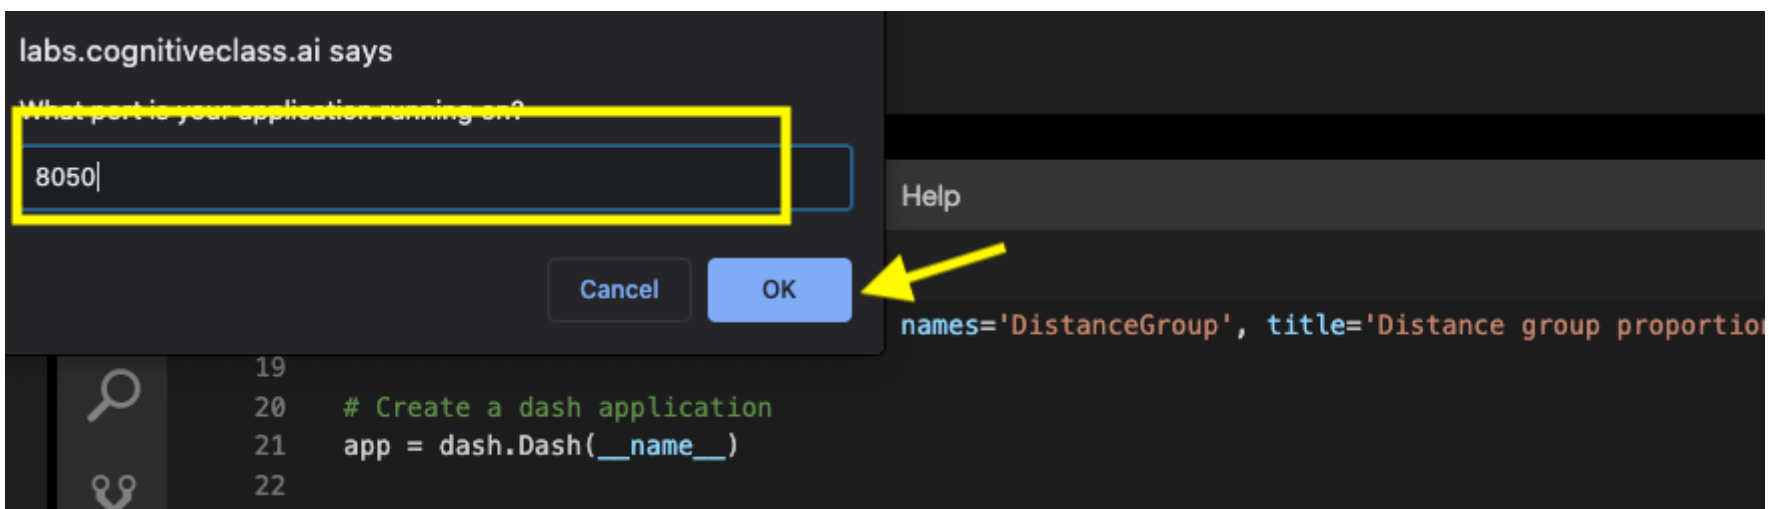 labs.cognitiveclass.ai says
What port is your application running on?
8050
Help
Cancel OK
names='DistanceGroup', title='Distance group proportion
19
20 # Create a dash application
21 app = dash.Dash(__name__)
22